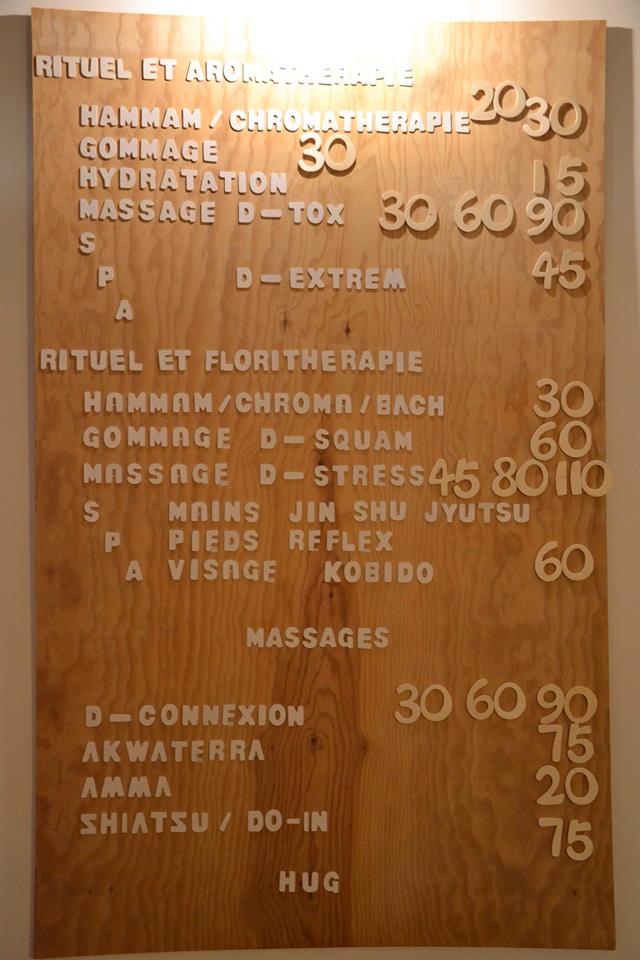 RITUEL ET AROMATHERAPIE
HAMMAM / CHROMATHERAPIE 20 30
GOMMAGE 30
HYDRATATION 15
MASSAGE D-TOX 30 60 90
S
P D-EXTREM 45
A
RITUEL ET FLORITHERAPIE
HAMMAM/CHROMA/BACH 30
GOMMAGE D-SQUAM 60
MASSAGE D-STRESS 45 80 110
S MAINS JIN SHU JYUTSU
P PIEDS REFLEX
A VISAGE KOBIDO 60
MASSAGES
D-CONNEXION 30 60 90
AKWATERRA 75
AMMA 20
SHIATSU / DO-IN 75
HUG